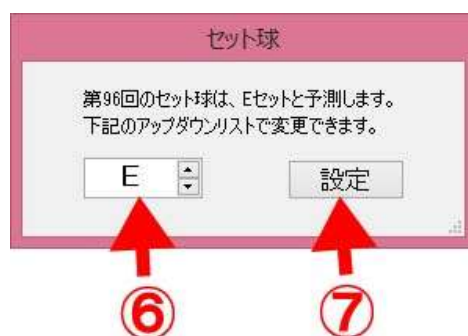 セット球
第96回のセット球は、Eセットと予測します。
下記のアップダウンリストで変更できます。
E
設定
⑥
⑦